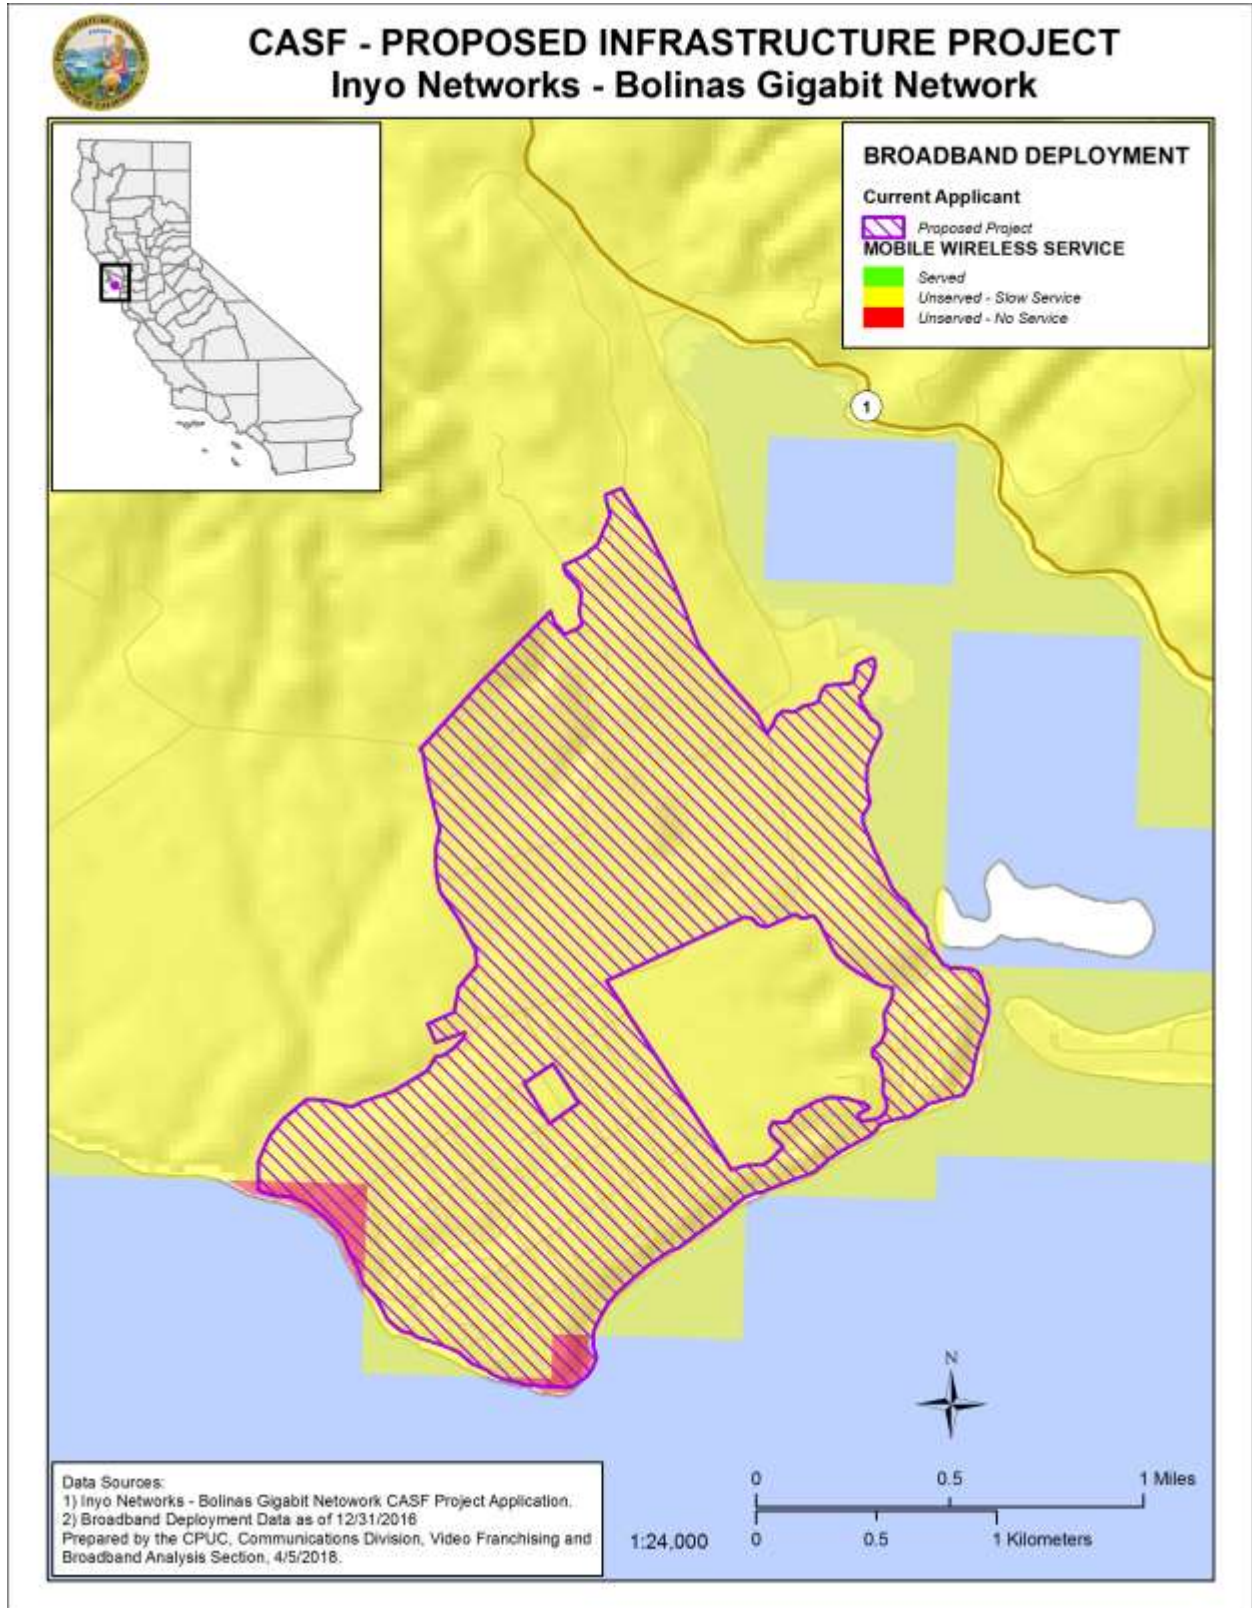 CASF - PROPOSED INFRASTRUCTURE PROJECT
Inyo Networks - Bolinas Gigabit Network
BROADBAND DEPLOYMENT
Current Applicant
Proposed Project
MOBILE WIRELESS SERVICE
Served
Unserved - Slow Service
Unserved - No Service
1
N
Data Sources:
1) Inyo Networks - Bolinas Gigabit Netowork CASF Project Application.
2) Broadband Deployment Data as of 12/31/2016
Prepared by the CPUC, Communications Division, Video Franchising and
Broadband Analysis Section, 4/5/2018.
1:24,000
0 0.5 1 Miles
0 0.5 1 Kilometers